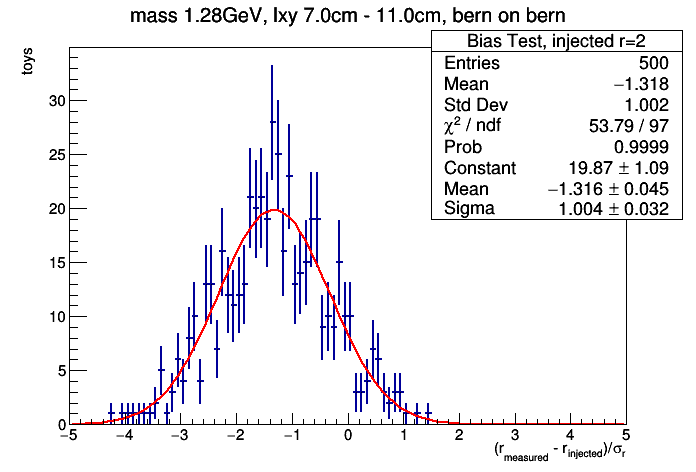 mass 1.28GeV, lxy 7.0cm - 11.0cm, bern on bern
Bias Test, injected r=2
Entries 500
Mean −1.318
Std Dev 1.002
χ² / ndf 53.79 / 97
Prob 0.9999
Constant 19.87 ± 1.09
Mean −1.316 ± 0.045
Sigma 1.004 ± 0.032
toys
30
25
20
15
10
5
0
−5 −4 −3 −2 −1 0 1 2 3 4 5
(r_measured - r_injected)/σ_r